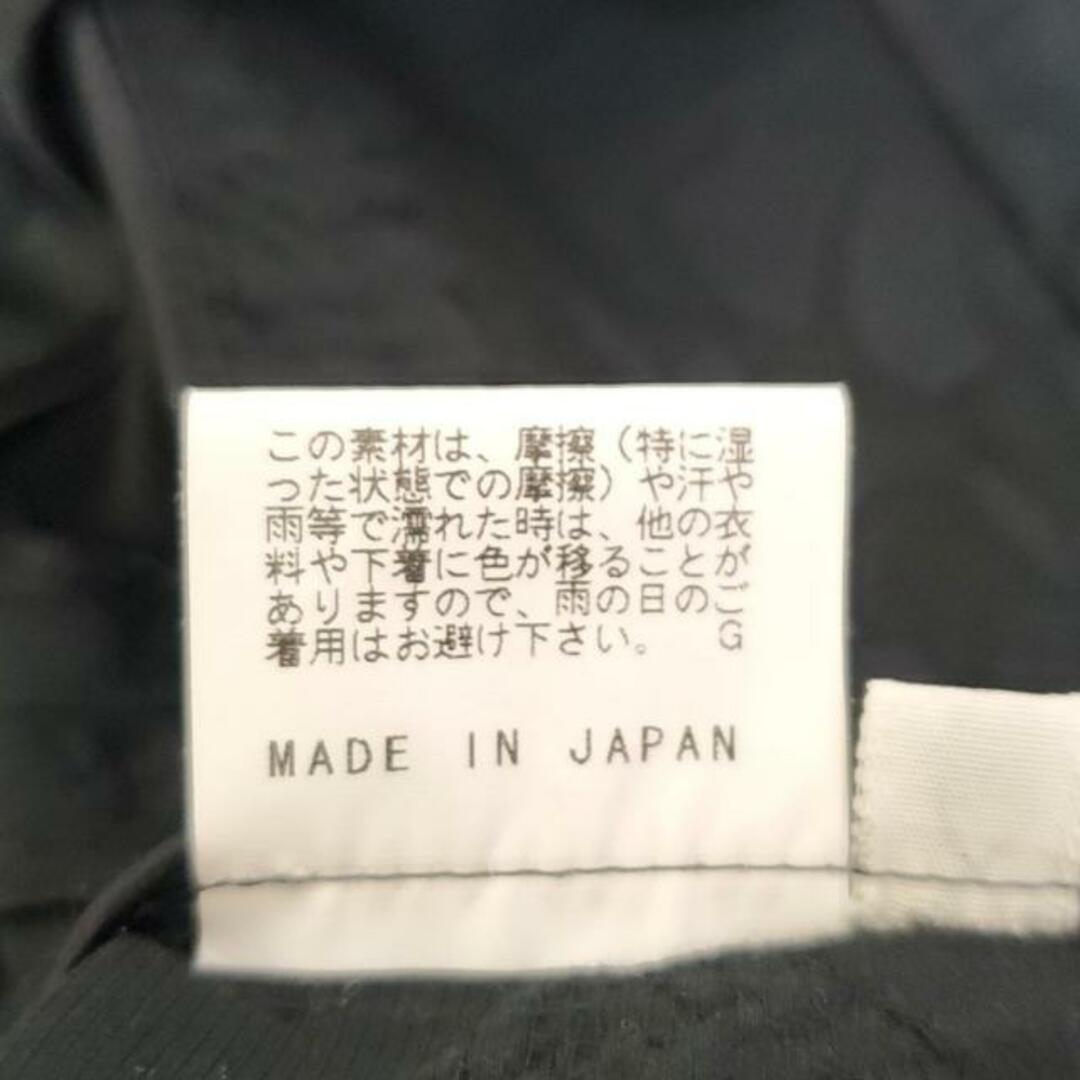 この素材は、摩擦（特に湿
った状態での摩擦）や汗や
雨等で濡れた時は、他の衣
料や下着に色が移ることが
ありますので、雨の日のご
着用はお避け下さい。 G
MADE IN JAPAN